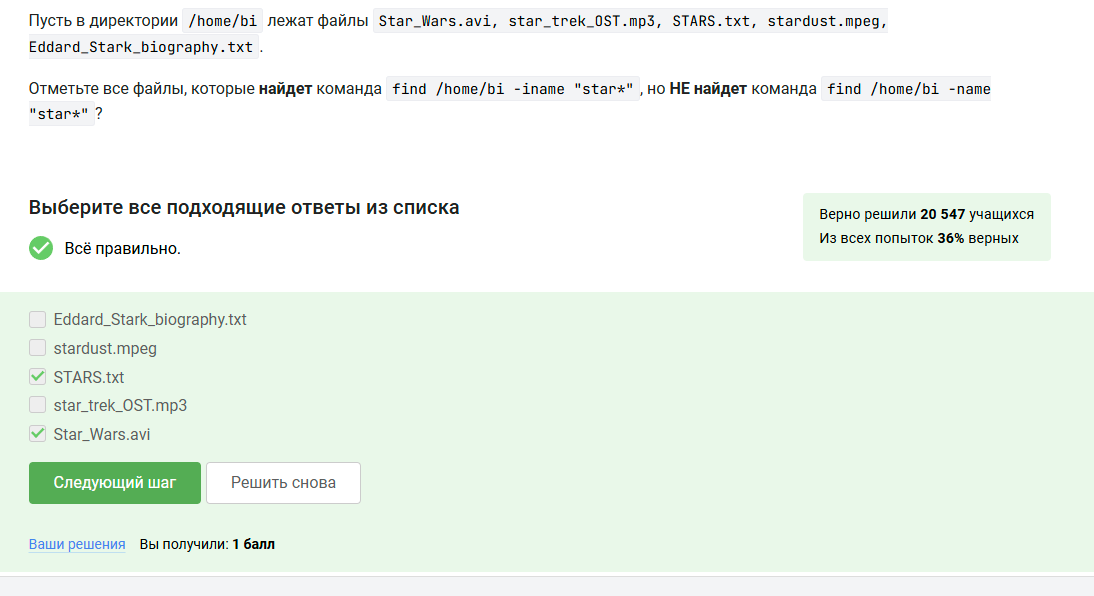 Пусть в директории /home/bi лежат файлы Star_Wars.avi, star_trek_OST.mp3, STARS.txt, stardust.mpeg,
Eddard_Stark_biography.txt.
Отметьте все файлы, которые найдет команда find /home/bi -iname "star*", но НЕ найдет команда find /home/bi -name
"star*"?
Выберите все подходящие ответы из списка
Верно решили 20 547 учащихся
Из всех попыток 36% верных
Всё правильно.
Eddard_Stark_biography.txt
stardust.mpeg
STARS.txt
star_trek_OST.mp3
Star_Wars.avi
Следующий шаг Решить снова
Ваши решения Вы получили: 1 балл